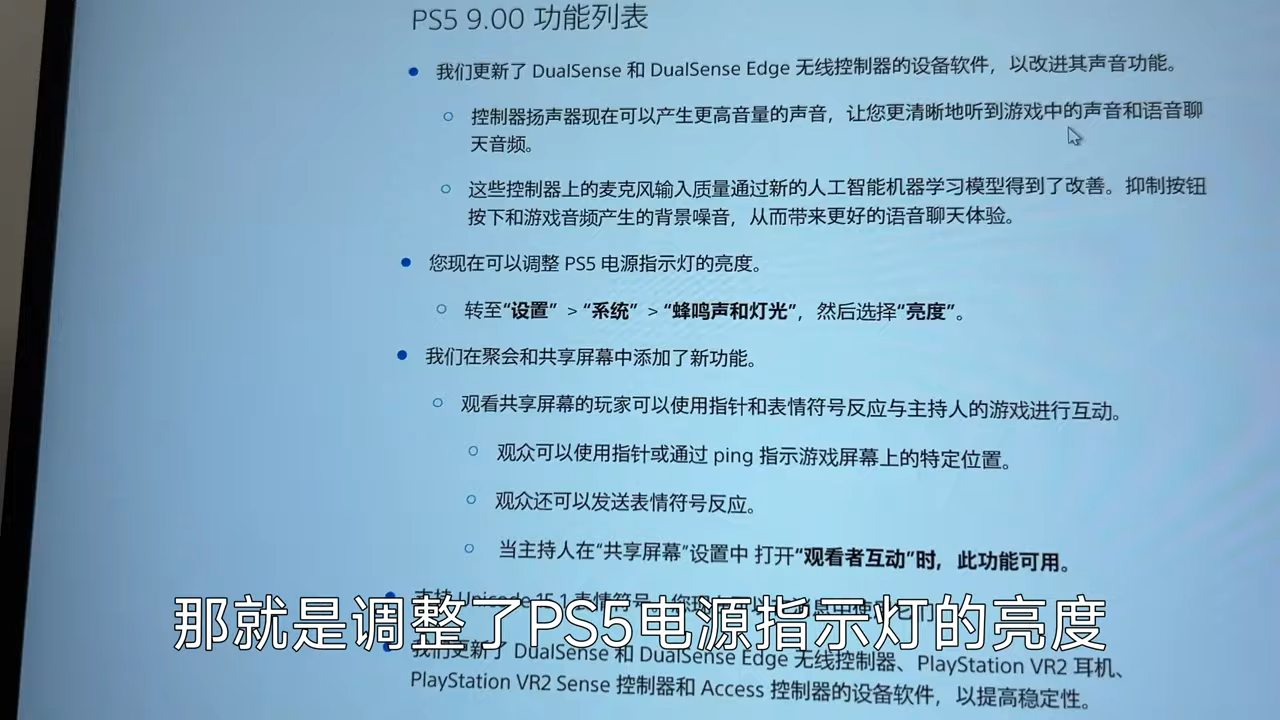 PS5 9.00 功能列表
我们更新了 DualSense 和 DualSense Edge 无线控制器的设备软件，以改进其声音功能。
控制器扬声器现在可以产生更高音量的声音，让您更清晰地听到游戏中的声音和语音聊
天音频。
这些控制器上的麦克风输入质量通过新的人工智能机器学习模型得到了改善。抑制按钮
按下和游戏音频产生的背景噪音，从而带来更好的语音聊天体验。
您现在可以调整 PS5 电源指示灯的亮度。
转至“设置” > “系统” > “蜂鸣声和灯光”，然后选择“亮度”。
我们在聚会和共享屏幕中添加了新功能。
观看共享屏幕的玩家可以使用指针和表情符号反应与主持人的游戏进行互动。
观众可以使用指针或通过 ping 指示游戏屏幕上的特定位置。
观众还可以发送表情符号反应。
当主持人在“共享屏幕”设置中 打开“观看者互动”时，此功能可用。
支持 Unicode 15.1 表情符号
那就是调整了PS5电源指示灯的亮度
我们更新了 DualSense 和 DualSense Edge 无线控制器、PlayStation VR2 耳机、
PlayStation VR2 Sense 控制器和 Access 控制器的设备软件，以提高稳定性。